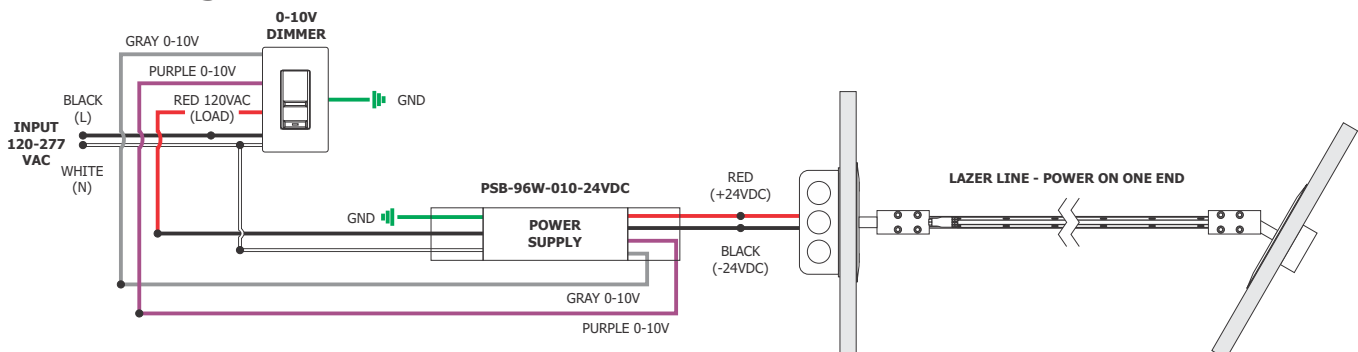 0-10V
DIMMER
GRAY 0-10V
PURPLE 0-10V
BLACK
(L)
RED 120VAC
(LOAD)
GND
INPUT
120-277
VAC
WHITE
(N)
PSB-96W-010-24VDC
GND
POWER
SUPPLY
RED
(+24VDC)
BLACK
(-24VDC)
LAZER LINE - POWER ON ONE END
GRAY 0-10V
PURPLE 0-10V